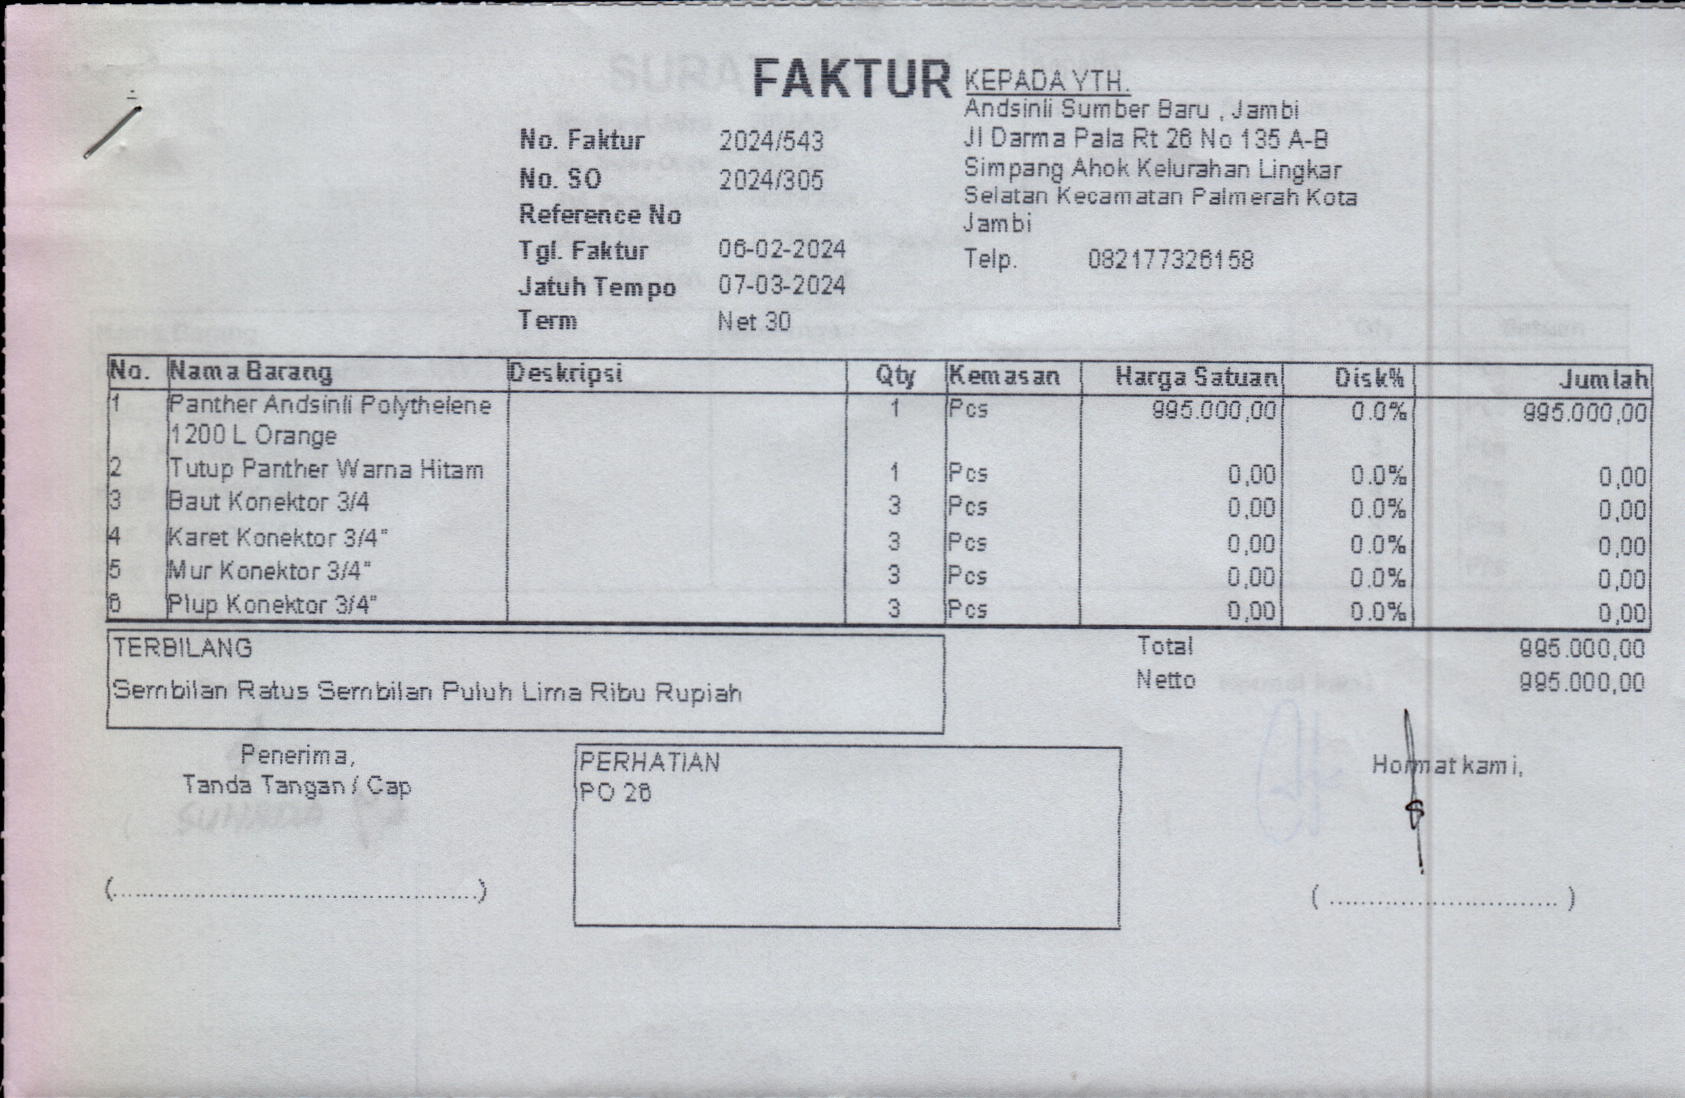 FAKTUR
KEPADA YTH.
Andsinli Sumber Baru , Jambi
Jl Darma Pala Rt 26 No 135 A-B
Simpang Ahok Kelurahan Lingkar
Selatan Kecamatan Palmerah Kota
Jambi
Telp. 082177326158
No. Faktur 2024/543
No. SO 2024/305
Reference No
Tgl. Faktur 06-02-2024
Jatuh Tempo 07-03-2024
Term Net 30
No. Nama Barang Deskripsi Qty Kemasan Harga Satuan Disk% Jumlah
1 Panther Andsinli Polythelene 1 Pcs 995.000,00 0.0% 995.000,00
1200 L Orange
2 Tutup Panther Warna Hitam 1 Pcs 0,00 0.0% 0,00
3 Baut Konektor 3/4 3 Pcs 0,00 0.0% 0,00
4 Karet Konektor 3/4" 3 Pcs 0,00 0.0% 0,00
5 Mur Konektor 3/4" 3 Pcs 0,00 0.0% 0,00
6 Plup Konektor 3/4" 3 Pcs 0,00 0.0% 0,00
TERBILANG
Sembilan Ratus Sembilan Puluh Lima Ribu Rupiah
Total 995.000,00
Netto 995.000,00
Penerima,
Tanda Tangan / Cap
(..............................................)
PERHATIAN
PO 26
Hormat kami,
( ............................. )